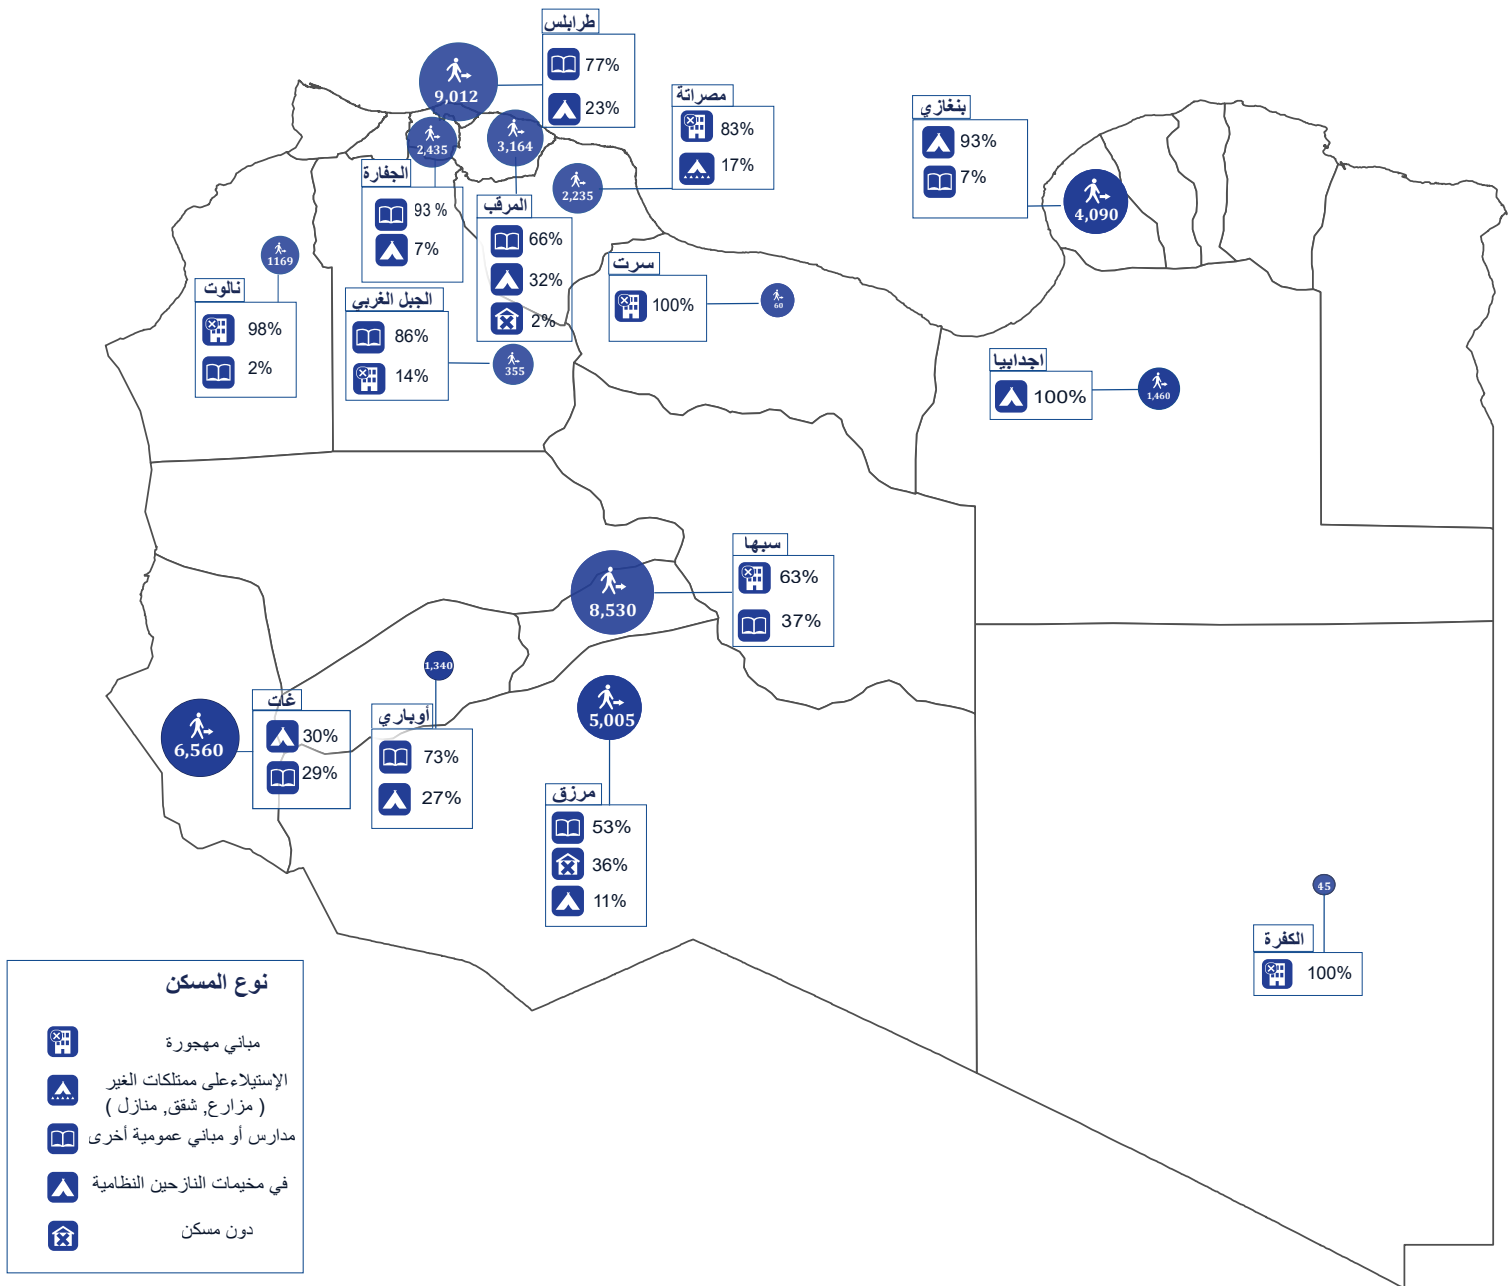 طرابلس
9,012
77%
23%
مصراتة
2,235
83%
17%
بنغازي
4,090
93%
7%
2,435
الجفارة
93 %
7%
3,164
المرقب
66%
32%
2%
1169
نالوت
98%
2%
الجبل الغربي
355
86%
14%
سرت
60
100%
اجدابيا
1,460
100%
سبها
8,530
63%
37%
غات
6,560
30%
29%
1,340
أوباري
73%
27%
5,005
مرزق
53%
36%
11%
45
الكفرة
100%
نوع المسكن
مباني مهجورة
الإستيلاءعلى ممتلكات الغير
( مزارع, شقق, منازل )
مدارس أو مباني عمومية أخرى
في مخيمات النازحين النظامية
دون مسكن